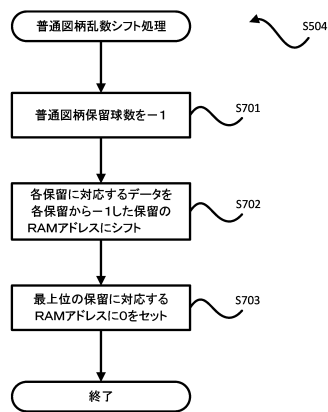 普通図柄乱数シフト処理
S504
普通図柄保留球数を－1
S701
各保留に対応するデータを
各保留から－1した保留の
RAMアドレスにシフト
S702
最上位の保留に対応する
RAMアドレスに0をセット
S703
終了